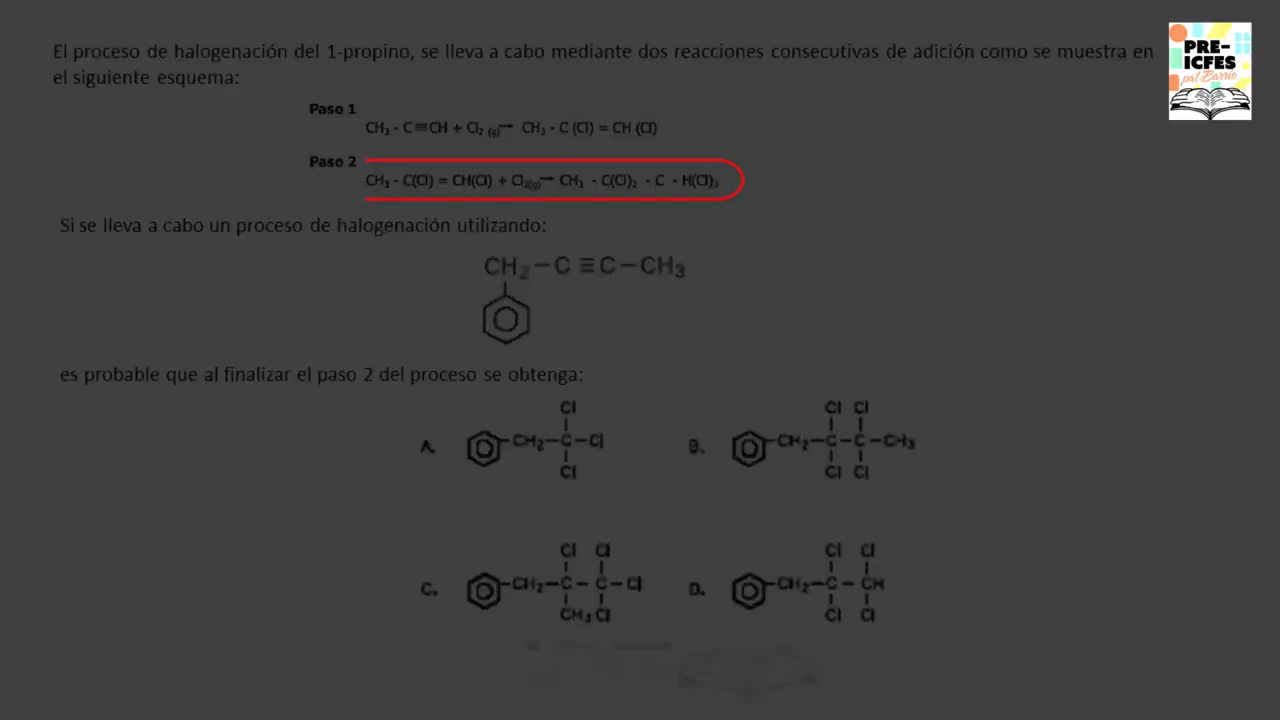 El proceso de halogenación del 1-propino, se lleva a cabo mediante dos reacciones consecutivas de adición como se muestra en
el siguiente esquema:
PRE-
ICFES
pal Barrio
Paso 1
CH₃ - C≡CH + Cl₂ (g)→ CH₃ - C (Cl) = CH (Cl)
Paso 2
CH₃ - C(Cl) = CH(Cl) + Cl₂(g)→ CH₃ - C(Cl)₂ - C - H(Cl)₂
Si se lleva a cabo un proceso de halogenación utilizando:
CH₂ – C ≡ C – CH₃
es probable que al finalizar el paso 2 del proceso se obtenga:
Cl
A. CH₂–C–Cl
Cl
Cl Cl
B. CH₂–C–C–CH₃
Cl Cl
Cl Cl
C. CH₂–C–C–Cl
CH₃ Cl
Cl Cl
D. CH₂–C–CH
Cl Cl